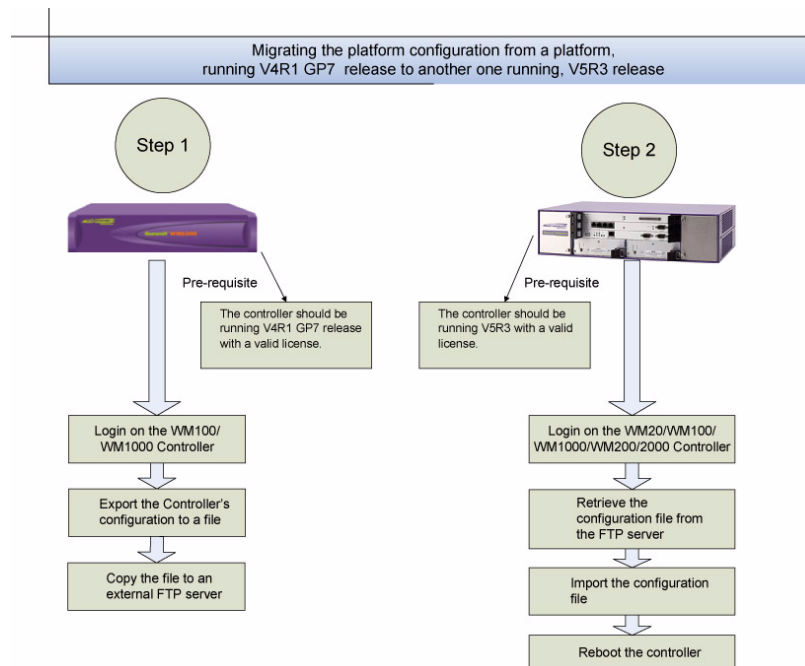 Migrating the platform configuration from a platform,
running V4R1 GP7 release to another one running, V5R3 release
Step 1
Pre-requisite
The controller should be
running V4R1 GP7 release
with a valid license.
Login on the WM100/
WM1000 Controller
Export the Controller's
configuration to a file
Copy the file to an
external FTP server
Step 2
Pre-requisite
The controller should be
running V5R3 with a valid
license.
Login on the WM20/WM100/
WM1000/WM200/2000 Controller
Retrieve the
configuration file from
the FTP server
Import the configuration
file
Reboot the controller